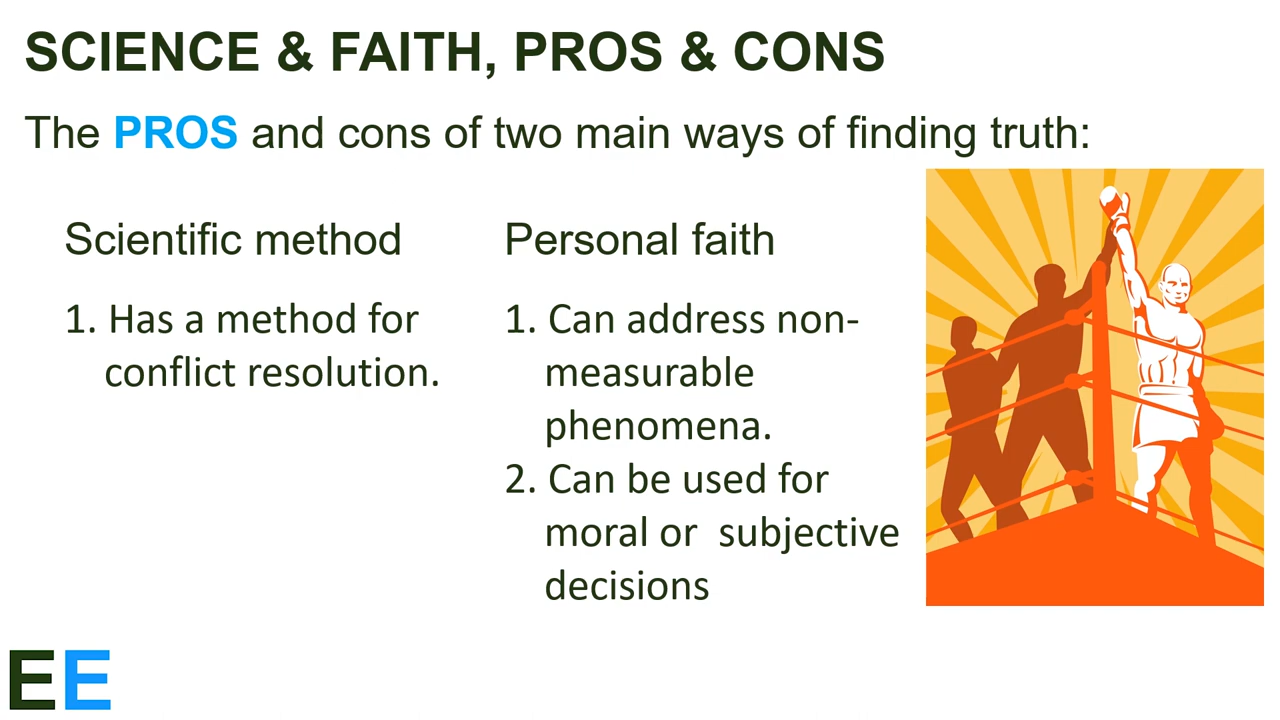 SCIENCE & FAITH, PROS & CONS
The PROS and cons of two main ways of finding truth:
Scientific method
1. Has a method for
conflict resolution.
Personal faith
1. Can address non-
measurable
phenomena.
2. Can be used for
moral or  subjective
decisions
EE